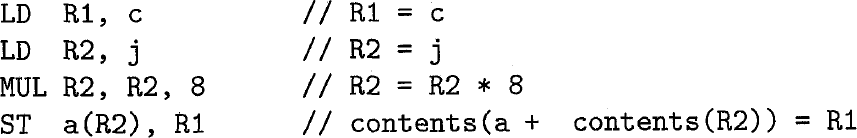 LD  R1, c         // R1 = c
LD  R2, j         // R2 = j
MUL R2, R2, 8     // R2 = R2 * 8
ST  a(R2), R1     // contents(a +  contents(R2)) = R1